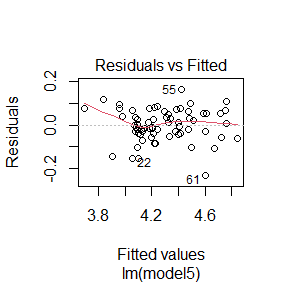 Residuals vs Fitted
Residuals
0.2
0.0
-0.2
55
22
61
3.8 4.2 4.6
Fitted values
lm(model5)